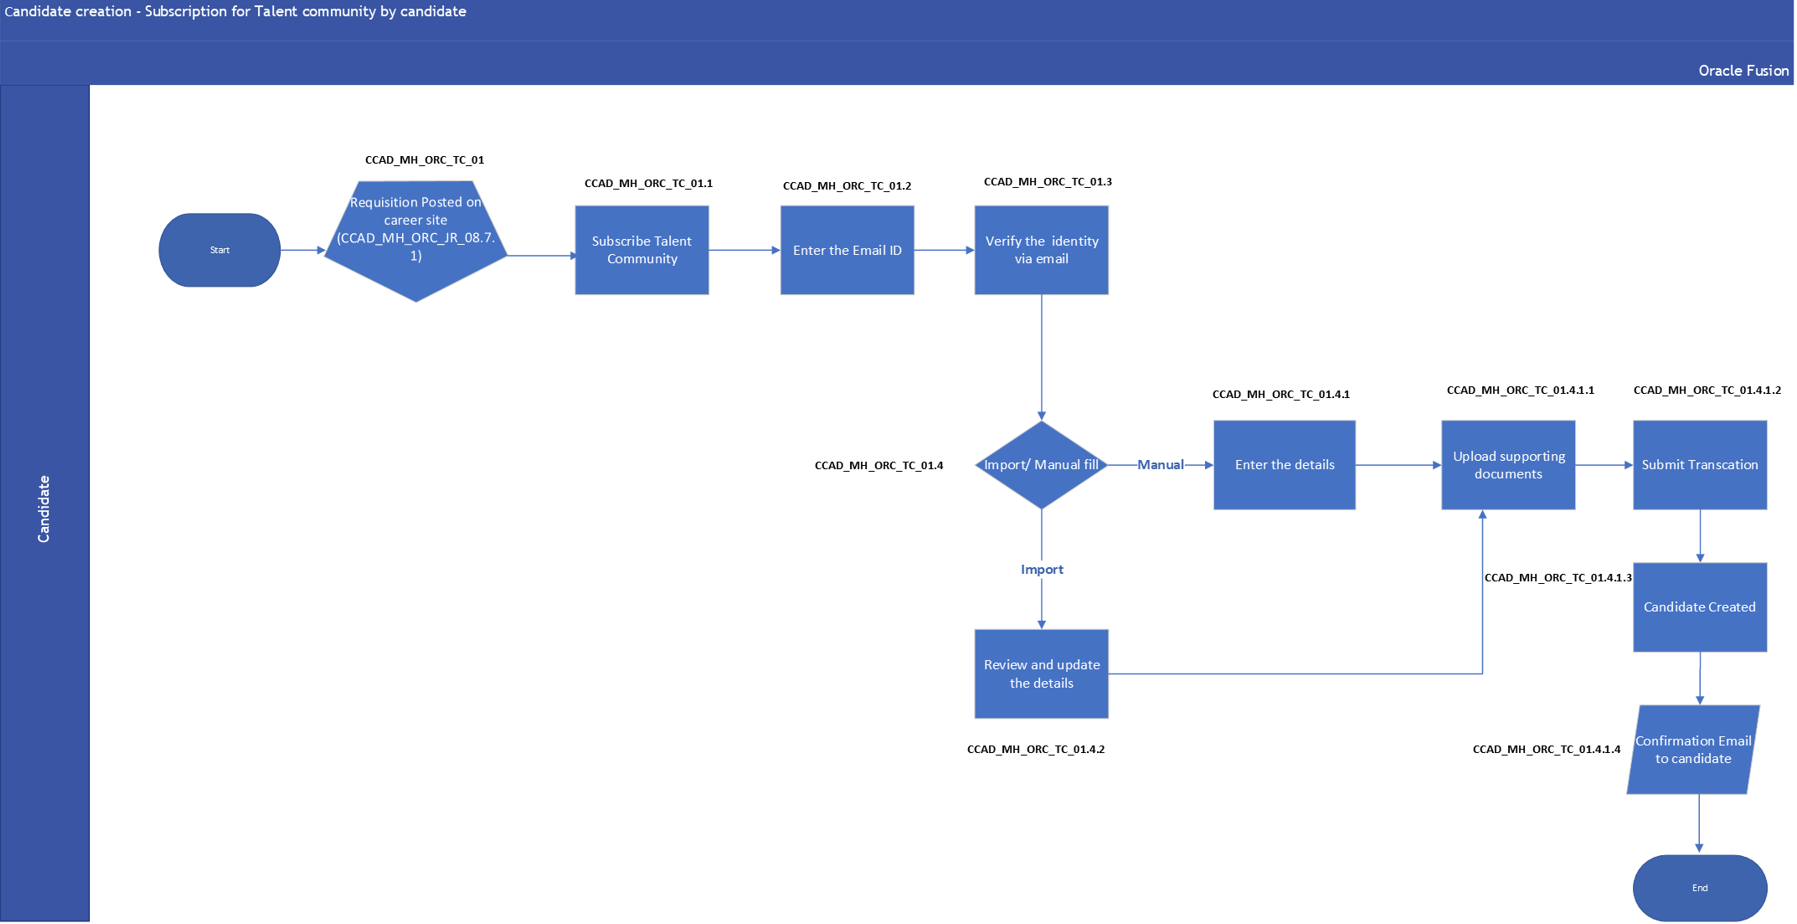 Candidate creation - Subscription for Talent community by candidate
Oracle Fusion
Candidate
Start
CCAD_MH_ORC_TC_01
Requisition Posted on
career site
(CCAD_MH_ORC_JR_08.7.
1)
CCAD_MH_ORC_TC_01.1
Subscribe Talent
Community
CCAD_MH_ORC_TC_01.2
Enter the Email ID
CCAD_MH_ORC_TC_01.3
Verify the  identity
via email
CCAD_MH_ORC_TC_01.4
Import/ Manual fill
Manual
CCAD_MH_ORC_TC_01.4.1
Enter the details
CCAD_MH_ORC_TC_01.4.1.1
Upload supporting
documents
CCAD_MH_ORC_TC_01.4.1.2
Submit Transcation
Import
CCAD_MH_ORC_TC_01.4.1.3
Candidate Created
Review and update
the details
CCAD_MH_ORC_TC_01.4.2
CCAD_MH_ORC_TC_01.4.1.4
Confirmation Email
to candidate
End